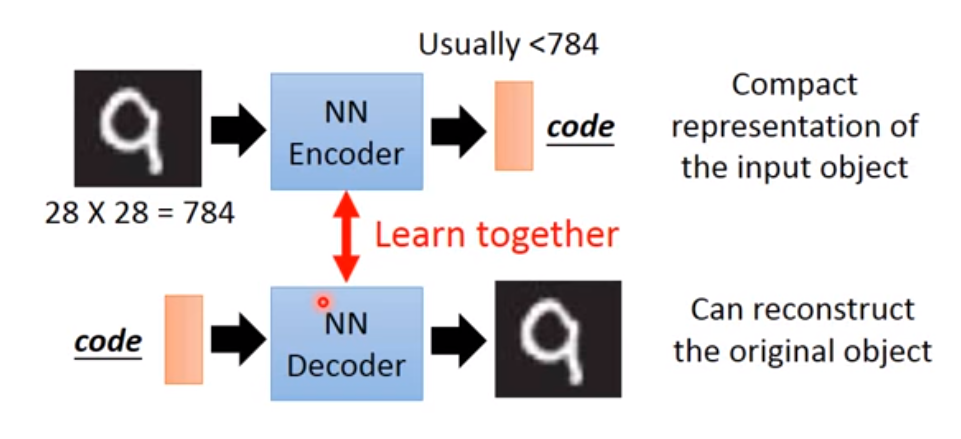 Usually <784
NN
Encoder
code
Compact
representation of
the input object
28 X 28 = 784
Learn together
code
NN
Decoder
Can reconstruct
the original object